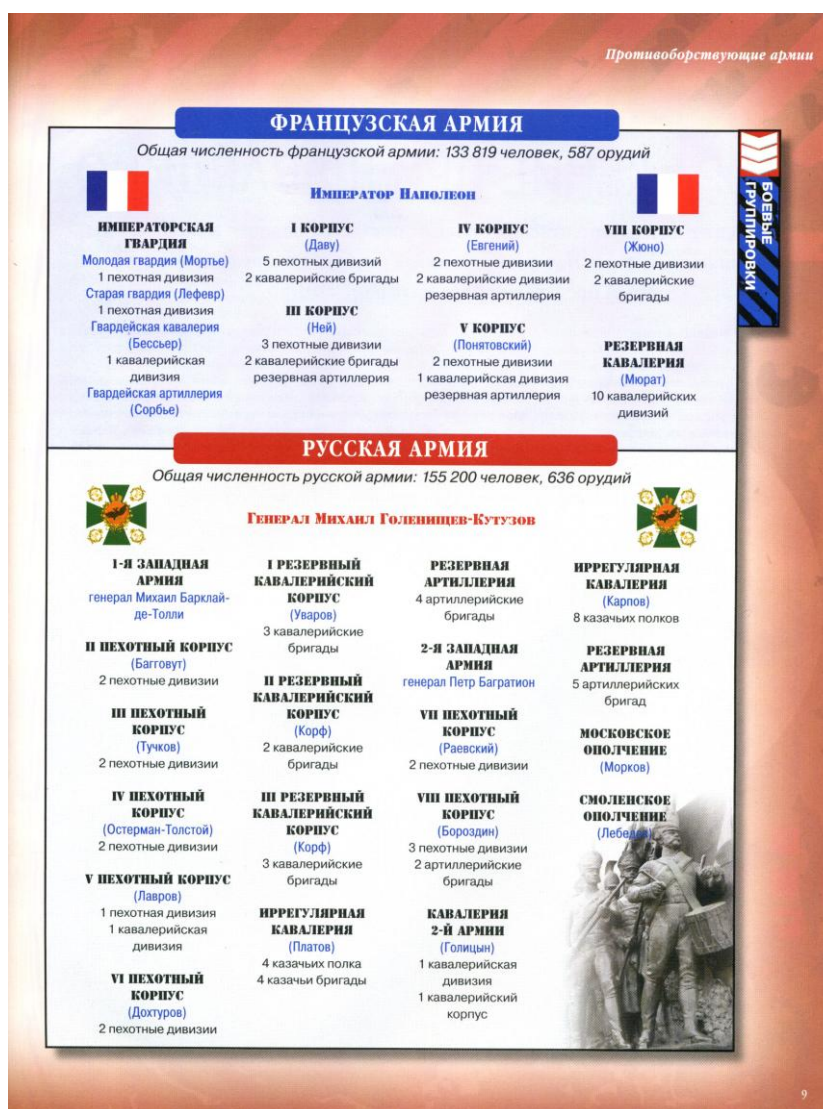 Противоборствующие армии
ФРАНЦУЗСКАЯ АРМИЯ
Общая численность французской армии: 133 819 человек, 587 орудий
Император Наполеон
БОЕВЫЕ
ГРУППИРОВКИ
ИМПЕРАТОРСКАЯ
ГВАРДИЯ
Молодая гвардия (Мортье)
1 пехотная дивизия
Старая гвардия (Лефевр)
1 пехотная дивизия
Гвардейская кавалерия
(Бессьер)
1 кавалерийская
дивизия
Гвардейская артиллерия
(Сорбье)
I КОРПУС
(Даву)
5 пехотных дивизий
2 кавалерийские бригады
III КОРПУС
(Ней)
3 пехотные дивизии
2 кавалерийские бригады
резервная артиллерия
IV КОРПУС
(Евгений)
2 пехотные дивизии
2 кавалерийские дивизии
резервная артиллерия
V КОРПУС
(Понятовский)
2 пехотные дивизии
1 кавалерийская дивизия
резервная артиллерия
VIII КОРПУС
(Жюно)
2 пехотные дивизии
2 кавалерийские
бригады
РЕЗЕРВНАЯ
КАВАЛЕРИЯ
(Мюрат)
10 кавалерийских
дивизий
РУССКАЯ АРМИЯ
Общая численность русской армии: 155 200 человек, 636 орудий
Генерал Михаил Голенищев-Кутузов
1-Я ЗАПАДНАЯ
АРМИЯ
генерал Михаил Барклай-
де-Толли
II ПЕХОТНЫЙ КОРПУС
(Багговут)
2 пехотные дивизии
III ПЕХОТНЫЙ
КОРПУС
(Тучков)
2 пехотные дивизии
IV ПЕХОТНЫЙ
КОРПУС
(Остерман-Толстой)
2 пехотные дивизии
V ПЕХОТНЫЙ КОРПУС
(Лавров)
1 пехотная дивизия
1 кавалерийская
дивизия
VI ПЕХОТНЫЙ
КОРПУС
(Дохтуров)
2 пехотные дивизии
I РЕЗЕРВНЫЙ
КАВАЛЕРИЙСКИЙ
КОРПУС
(Уваров)
3 кавалерийские
бригады
II РЕЗЕРВНЫЙ
КАВАЛЕРИЙСКИЙ
КОРПУС
(Корф)
2 кавалерийские
бригады
III РЕЗЕРВНЫЙ
КАВАЛЕРИЙСКИЙ
КОРПУС
(Корф)
3 кавалерийские
бригады
ИРРЕГУЛЯРНАЯ
КАВАЛЕРИЯ
(Платов)
4 казачьих полка
4 казачьи бригады
РЕЗЕРВНАЯ
АРТИЛЛЕРИЯ
4 артиллерийские
бригады
2-Я ЗАПАДНАЯ
АРМИЯ
генерал Петр Багратион
VII ПЕХОТНЫЙ
КОРПУС
(Раевский)
2 пехотные дивизии
VIII ПЕХОТНЫЙ
КОРПУС
(Бороздин)
3 пехотные дивизии
2 артиллерийские
бригады
КАВАЛЕРИЯ
2-Й АРМИИ
(Голицын)
1 кавалерийская
дивизия
1 кавалерийский
корпус
ИРРЕГУЛЯРНАЯ
КАВАЛЕРИЯ
(Карпов)
8 казачьих полков
РЕЗЕРВНАЯ
АРТИЛЛЕРИЯ
5 артиллерийских
бригад
МОСКОВСКОЕ
ОПОЛЧЕНИЕ
(Морков)
СМОЛЕНСКОЕ
ОПОЛЧЕНИЕ
(Лебедев)
9